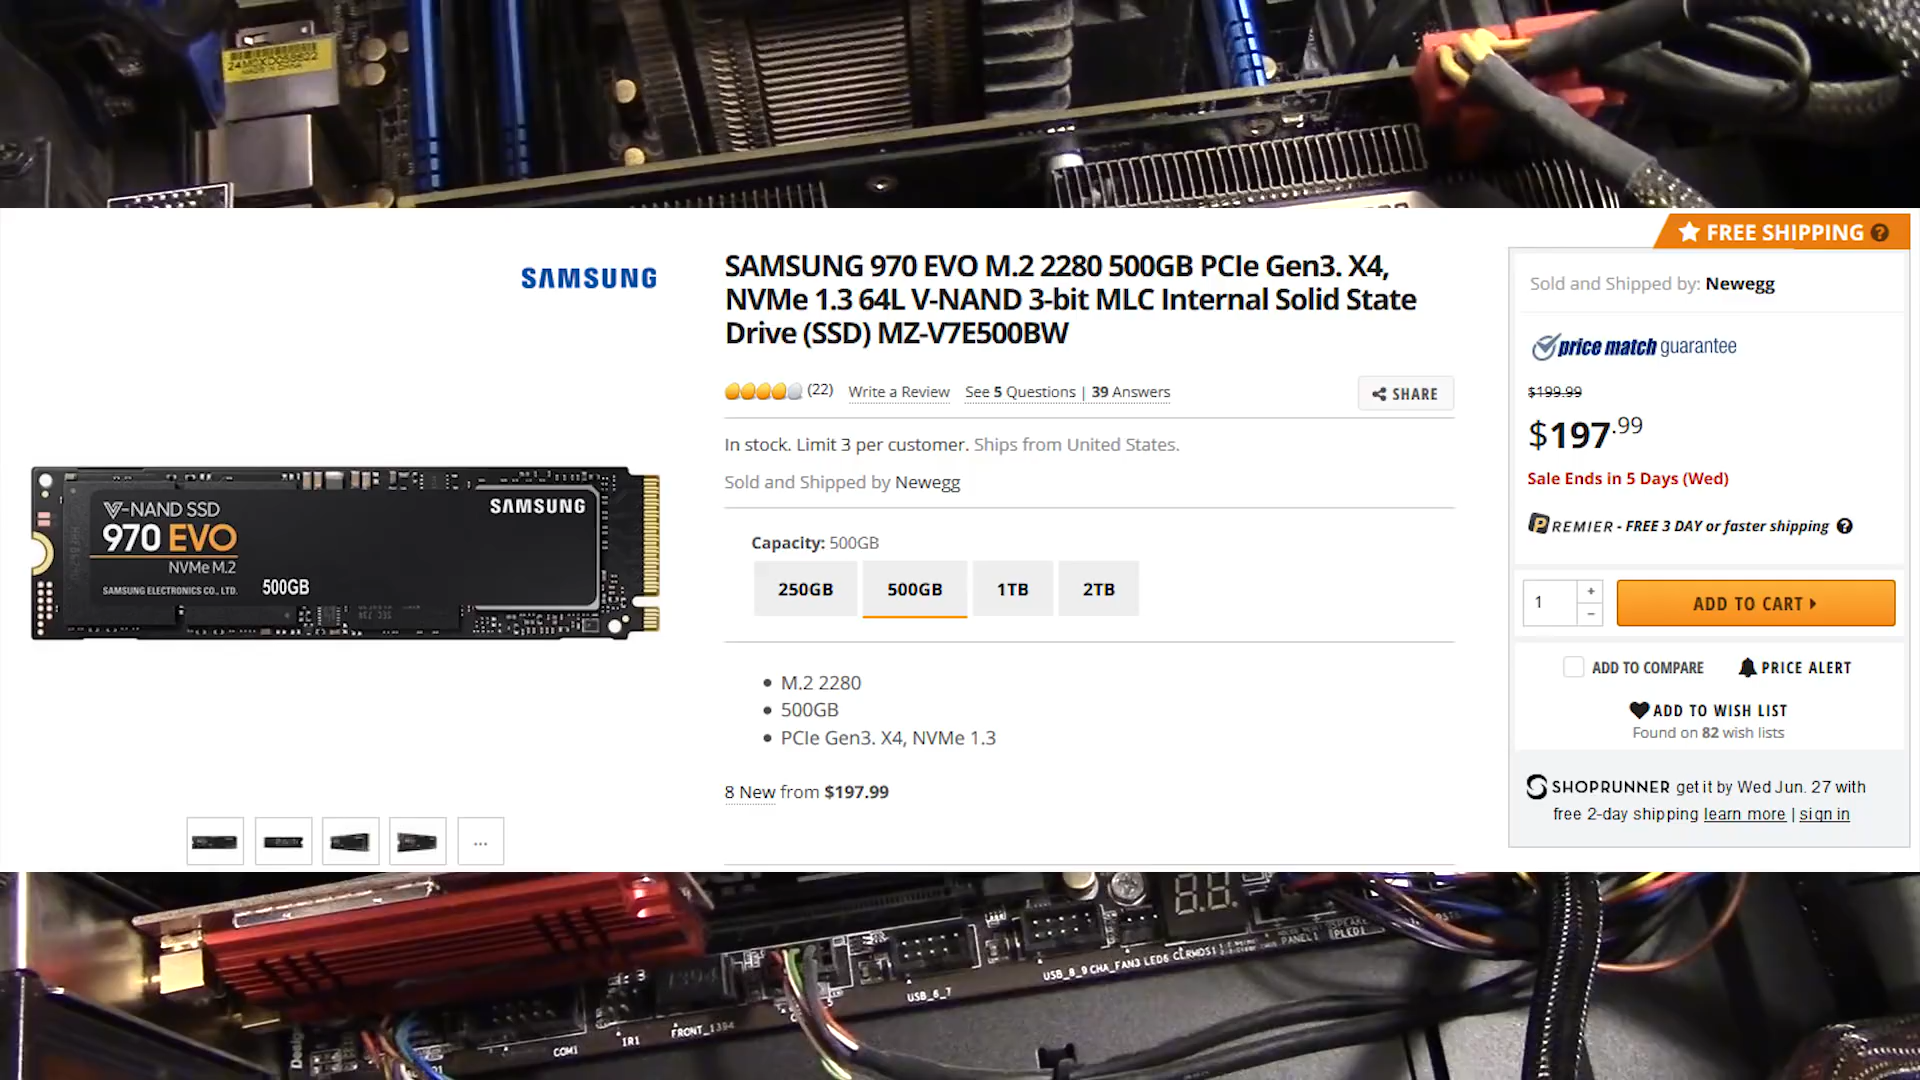 24MCXD059622
FREE SHIPPING ?
SAMSUNG
SAMSUNG 970 EVO M.2 2280 500GB PCIe Gen3. X4,
NVMe 1.3 64L V-NAND 3-bit MLC Internal Solid State
Drive (SSD) MZ-V7E500BW
(22) Write a Review See 5 Questions | 39 Answers
SHARE
In stock. Limit 3 per customer. Ships from United States.
Sold and Shipped by Newegg
Capacity: 500GB
250GB 500GB 1TB 2TB
M.2 2280
500GB
PCIe Gen3. X4, NVMe 1.3
8 New from $197.99
V-NAND SSD
970 EVO
NVMe M.2
SAMSUNG ELECTRONICS CO., LTD.
500GB
SAMSUNG
...
Sold and Shipped by: Newegg
price match guarantee
$199.99
$197.99
Sale Ends in 5 Days (Wed)
PREMIER - FREE 3 DAY or faster shipping ?
1 + −
ADD TO CART
ADD TO COMPARE
PRICE ALERT
ADD TO WISH LIST
Found on 82 wish lists
SHOPRUNNER get it by Wed Jun. 27 with
free 2-day shipping learn more | sign in
8.8.
USB_8_9 CHA_FAN3 LED6 CLRMOS1
PANEL1 PLED1
USB_6_7
FRONT_1394
IR1
COM1